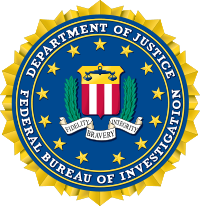 DEPARTMENT OF JUSTICE
FEDERAL BUREAU OF INVESTIGATION
FIDELITY
BRAVERY
INTEGRITY